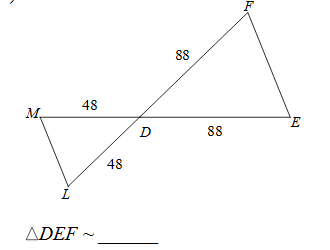 F
88
M 48
D
E
88
48
L
△DEF ~ ______